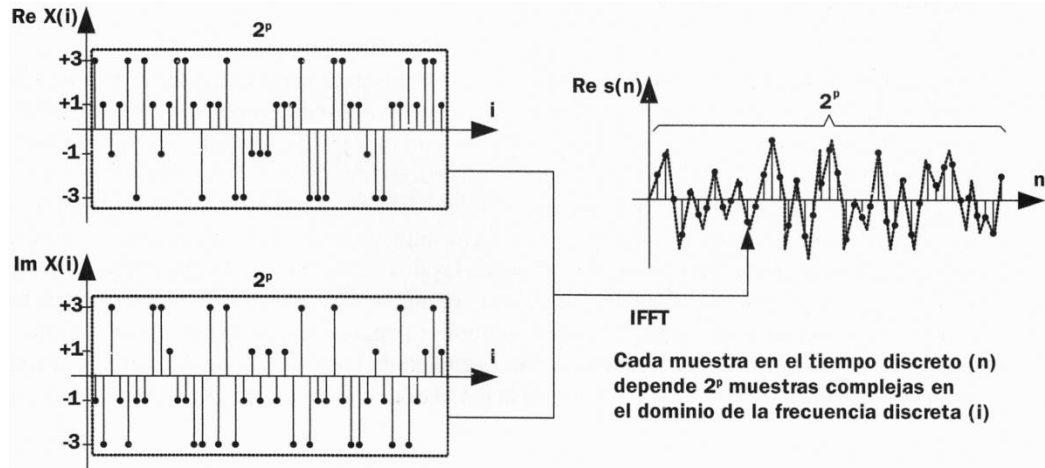 Re X(i)
2ᵖ
+3
+1
i
-1
-3
Im X(i)
2ᵖ
+3
+1
i
-1
-3
Re s(n)
2ᵖ
n
IFFT
Cada muestra en el tiempo discreto (n)
depende 2ᵖ muestras complejas en
el dominio de la frecuencia discreta (i)